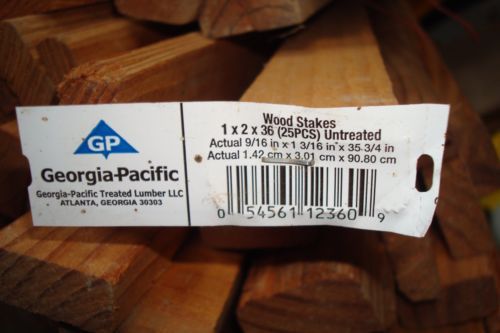 GP
Georgia-Pacific
Georgia-Pacific Treated Lumber LLC
ATLANTA, GEORGIA 30303
Wood Stakes
1 x 2 x 36 (25PCS) Untreated
Actual 9/16 in x 1 3/16 in x 35-3/4 in
Actual 1.42 cm x 3.01 cm x 90.80 cm
0 54561 12360 9